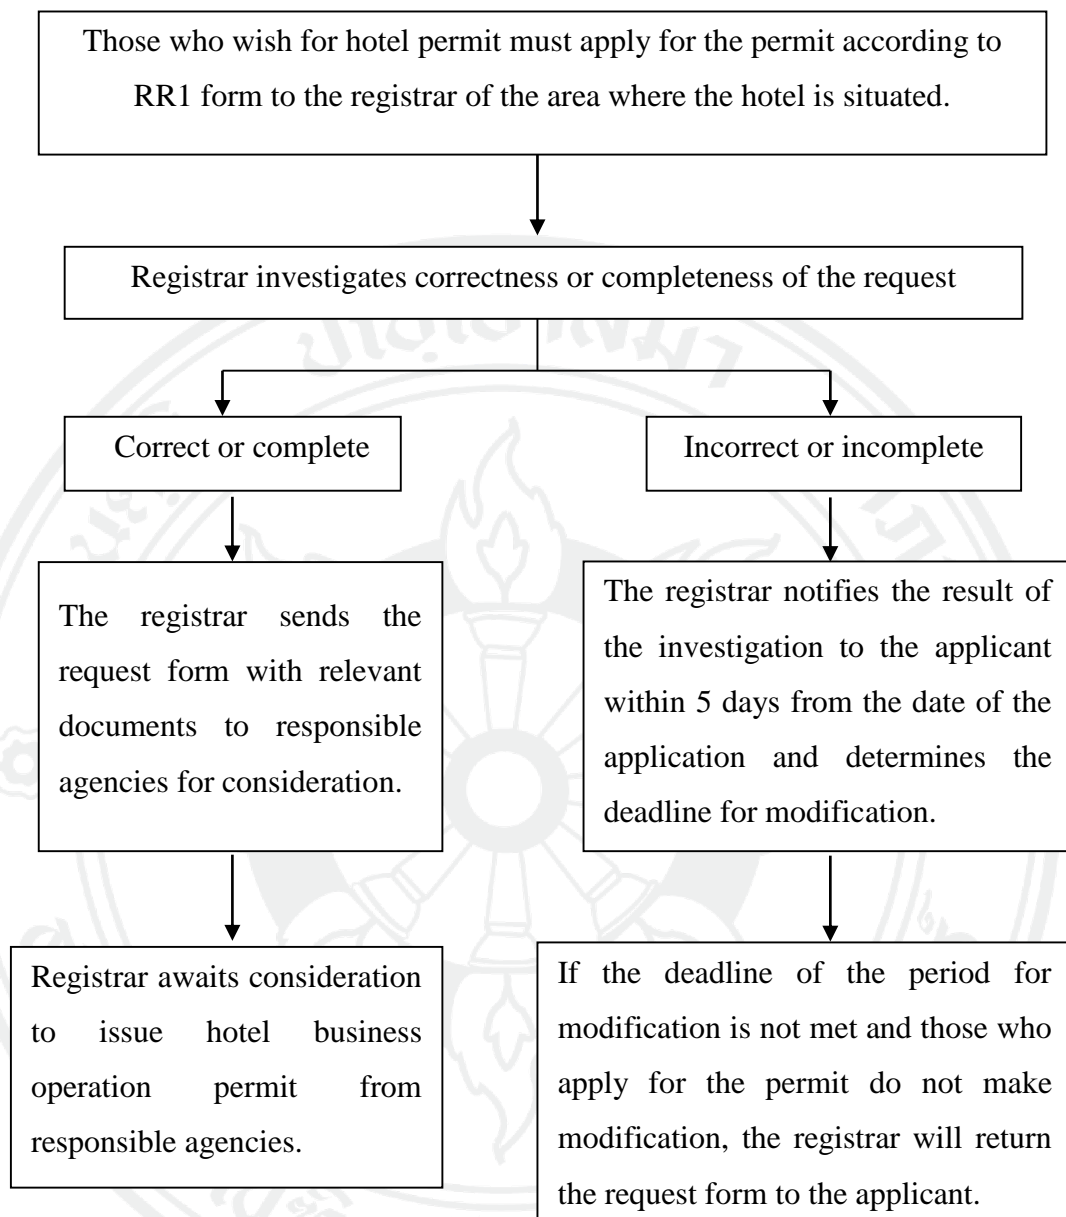 Those who wish for hotel permit must apply for the permit according to
RR1 form to the registrar of the area where the hotel is situated.
Registrar investigates correctness or completeness of the request
Correct or complete
Incorrect or incomplete
The registrar sends the
request form with relevant
documents to responsible
agencies for consideration.
The registrar notifies the result of
the investigation to the applicant
within 5 days from the date of the
application and determines the
deadline for modification.
Registrar awaits consideration
to issue hotel business
operation permit from
responsible agencies.
If the deadline of the period for
modification is not met and those who
apply for the permit do not make
modification, the registrar will return
the request form to the applicant.